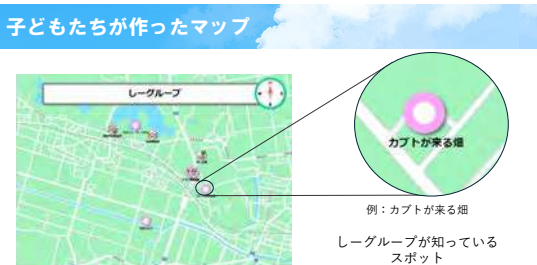 子どもたちが作ったマップ
しーグループ
カブトが来る畑
例：カブトが来る畑
しーグループが知っている
スポット